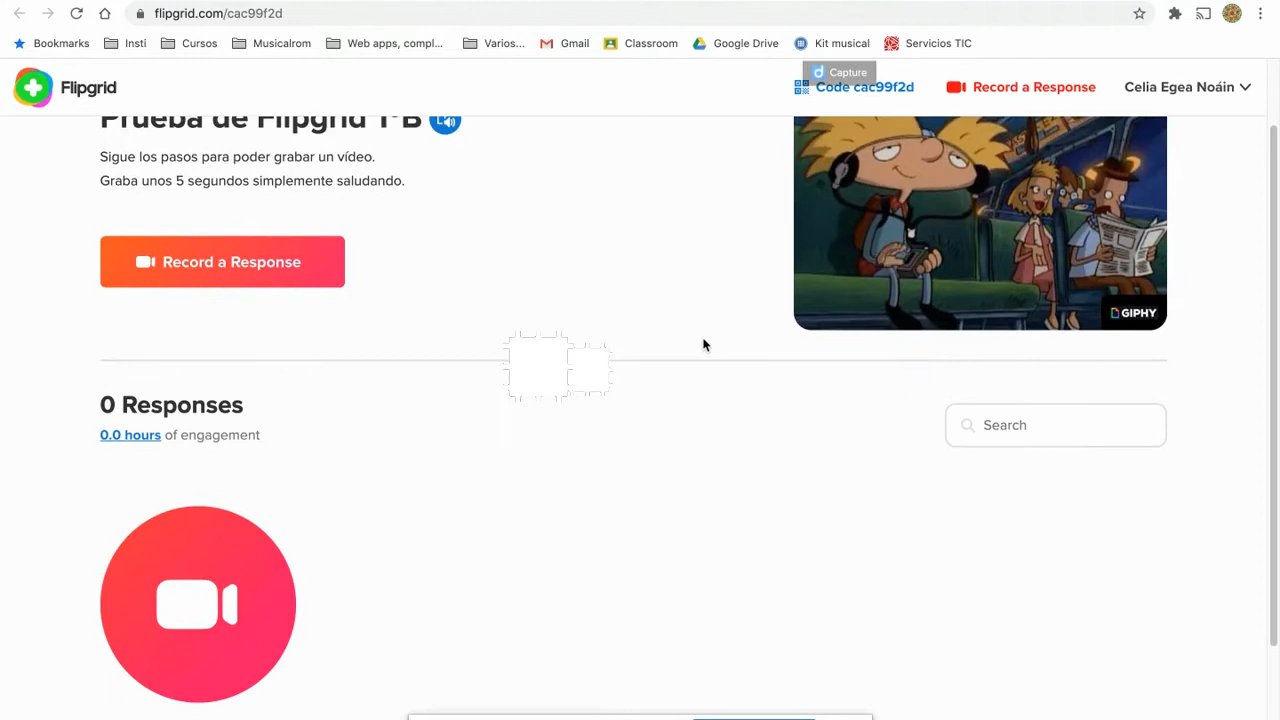 flipgrid.com/cac99f2d
Bookmarks Insti Cursos Musicalrom Web apps, compl... Varios... Gmail Classroom Google Drive Kit musical Servicios TIC
Capture
Flipgrid Code cac99f2d Record a Response Celia Egea Noáin
Prueba de Flipgrid 1ºB
Sigue los pasos para poder grabar un vídeo.
Graba unos 5 segundos simplemente saludando.
Record a Response
GIPHY
0 Responses
0.0 hours of engagement
Search